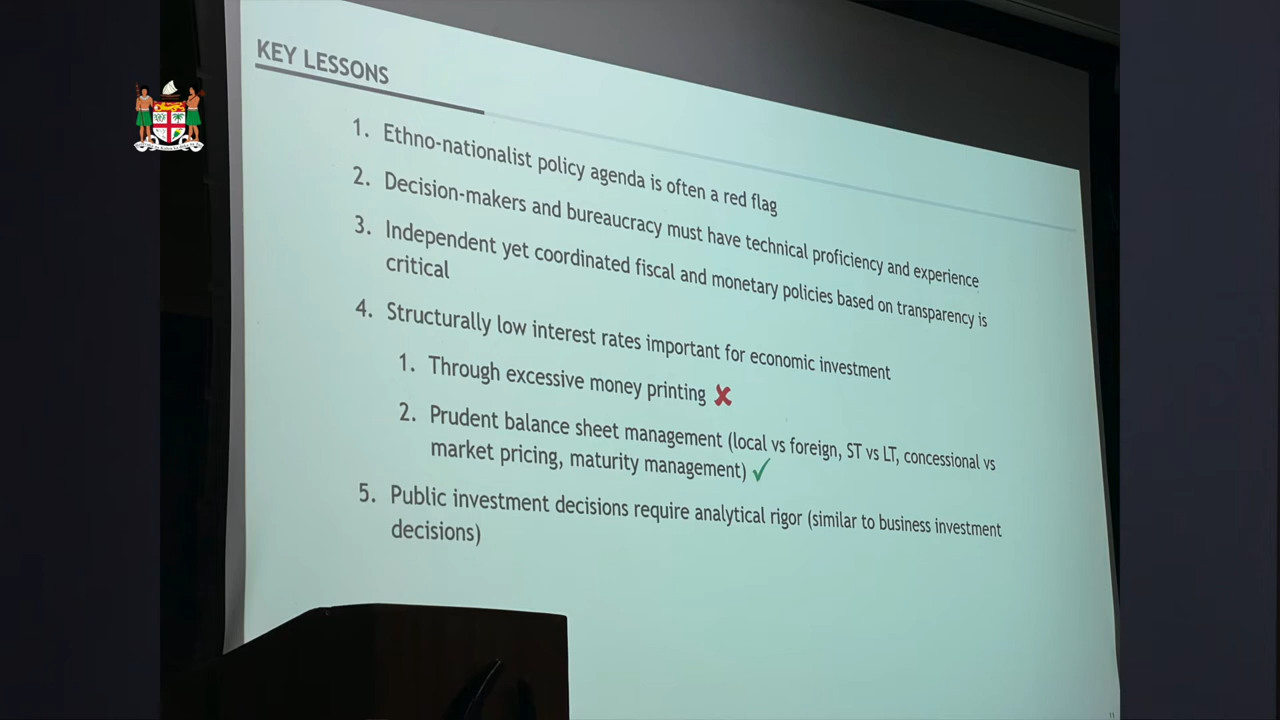 KEY LESSONS
1. Ethno-nationalist policy agenda is often a red flag
2. Decision-makers and bureaucracy must have technical proficiency and experience
3. Independent yet coordinated fiscal and monetary policies based on transparency is
critical
4. Structurally low interest rates important for economic investment
1. Through excessive money printing ✘
2. Prudent balance sheet management (local vs foreign, ST vs LT, concessional vs
market pricing, maturity management) ✓
5. Public investment decisions require analytical rigor (similar to business investment
decisions)
11